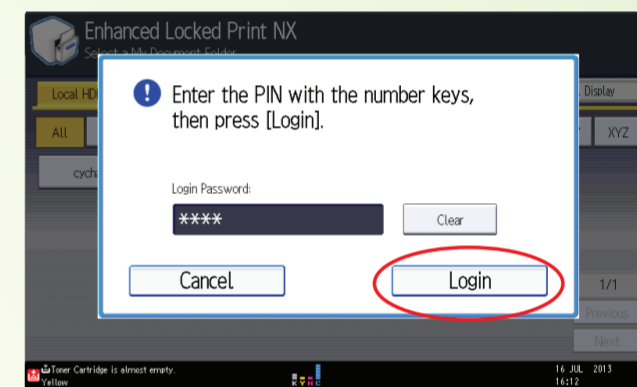 Enhanced Locked Print NX
Select a My Document Folder
Local HD
Display
Enter the PIN with the number keys,
then press [Login].
All
XYZ
Login Password:
****
Clear
Cancel
Login
1/1
Previous
Next
Toner Cartridge is almost empty.
Yellow
K Y M C
16 JUL 2013
16:12